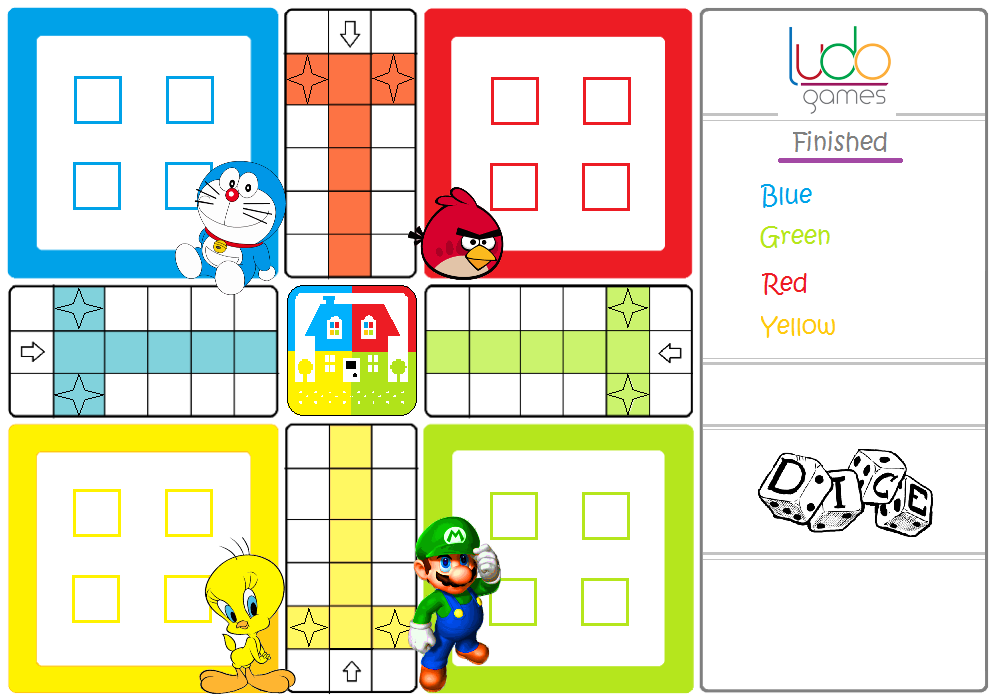 ludo
games
Finished
Blue
Green
Red
Yellow
DICE
M